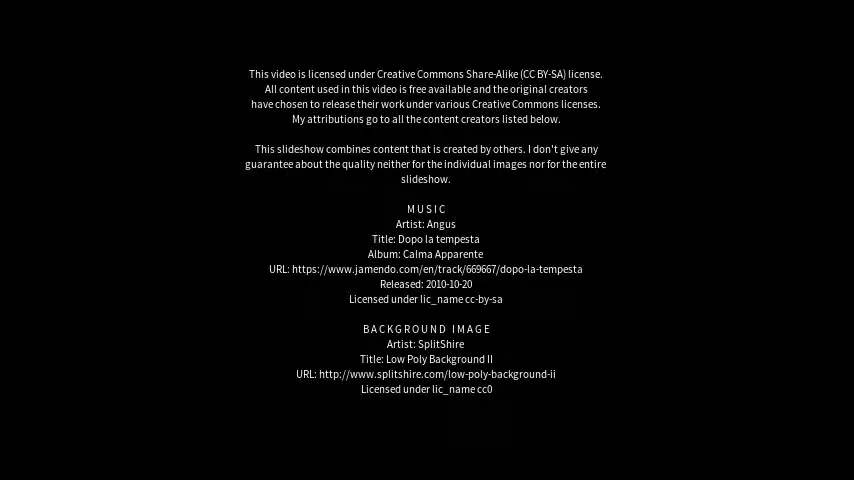 This video is licensed under Creative Commons Share-Alike (CC BY-SA) license.
All content used in this video is free available and the original creators
have chosen to release their work under various Creative Commons licenses.
My attributions go to all the content creators listed below.
This slideshow combines content that is created by others. I don't give any
guarantee about the quality neither for the individual images nor for the entire
slideshow.
MUSIC
Artist: Angus
Title: Dopo la tempesta
Album: Calma Apparente
URL: https://www.jamendo.com/en/track/669667/dopo-la-tempesta
Released: 2010-10-20
Licensed under lic_name cc-by-sa
BACKGROUND IMAGE
Artist: SplitShire
Title: Low Poly Background II
URL: http://www.splitshire.com/low-poly-background-ii
Licensed under lic_name cc0